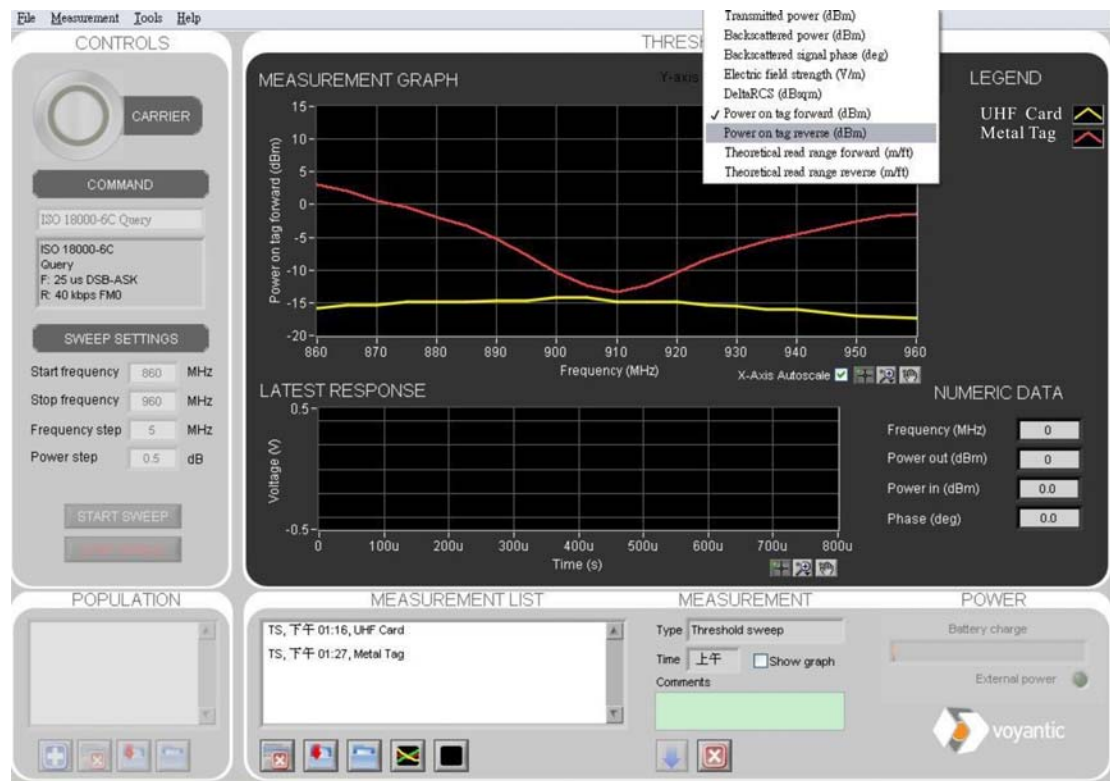 File Measurement Tools Help
CONTROLS
CARRIER
COMMAND
ISO 18000-6C Query
ISO 18000-6C
Query
F: 25 us DSB-ASK
R: 40 kbps FM0
SWEEP SETTINGS
Start frequency 860 MHz
Stop frequency 960 MHz
Frequency step 5 MHz
Power step 0.5 dB
START SWEEP
THRES
MEASUREMENT GRAPH
Y-axis
Transmitted power (dBm)
Backscattered power (dBm)
Backscattered signal phase (deg)
Electric field strength (V/m)
DeltaRCS (dBsqm)
✓ Power on tag forward (dBm)
Power on tag reverse (dBm)
Theoretical read range forward (m/ft)
Theoretical read range reverse (m/ft)
LEGEND
UHF Card
Metal Tag
Power on tag forward (dBm)
15
10
5
0
-5
-10
-15
-20
860 870 880 890 900 910 920 930 940 950 960
Frequency (MHz)
X-Axis Autoscale
LATEST RESPONSE
Voltage (V)
0.5
-0.5
0 100u 200u 300u 400u 500u 600u 700u 800u
Time (s)
NUMERIC DATA
Frequency (MHz) 0
Power out (dBm) 0
Power in (dBm) 0.0
Phase (deg) 0.0
POPULATION
MEASUREMENT LIST
TS, 下午 01:16, UHF Card
TS, 下午 01:27, Metal Tag
MEASUREMENT
Type Threshold sweep
Time 上午 Show graph
Comments
POWER
Battery charge
External power
voyantic